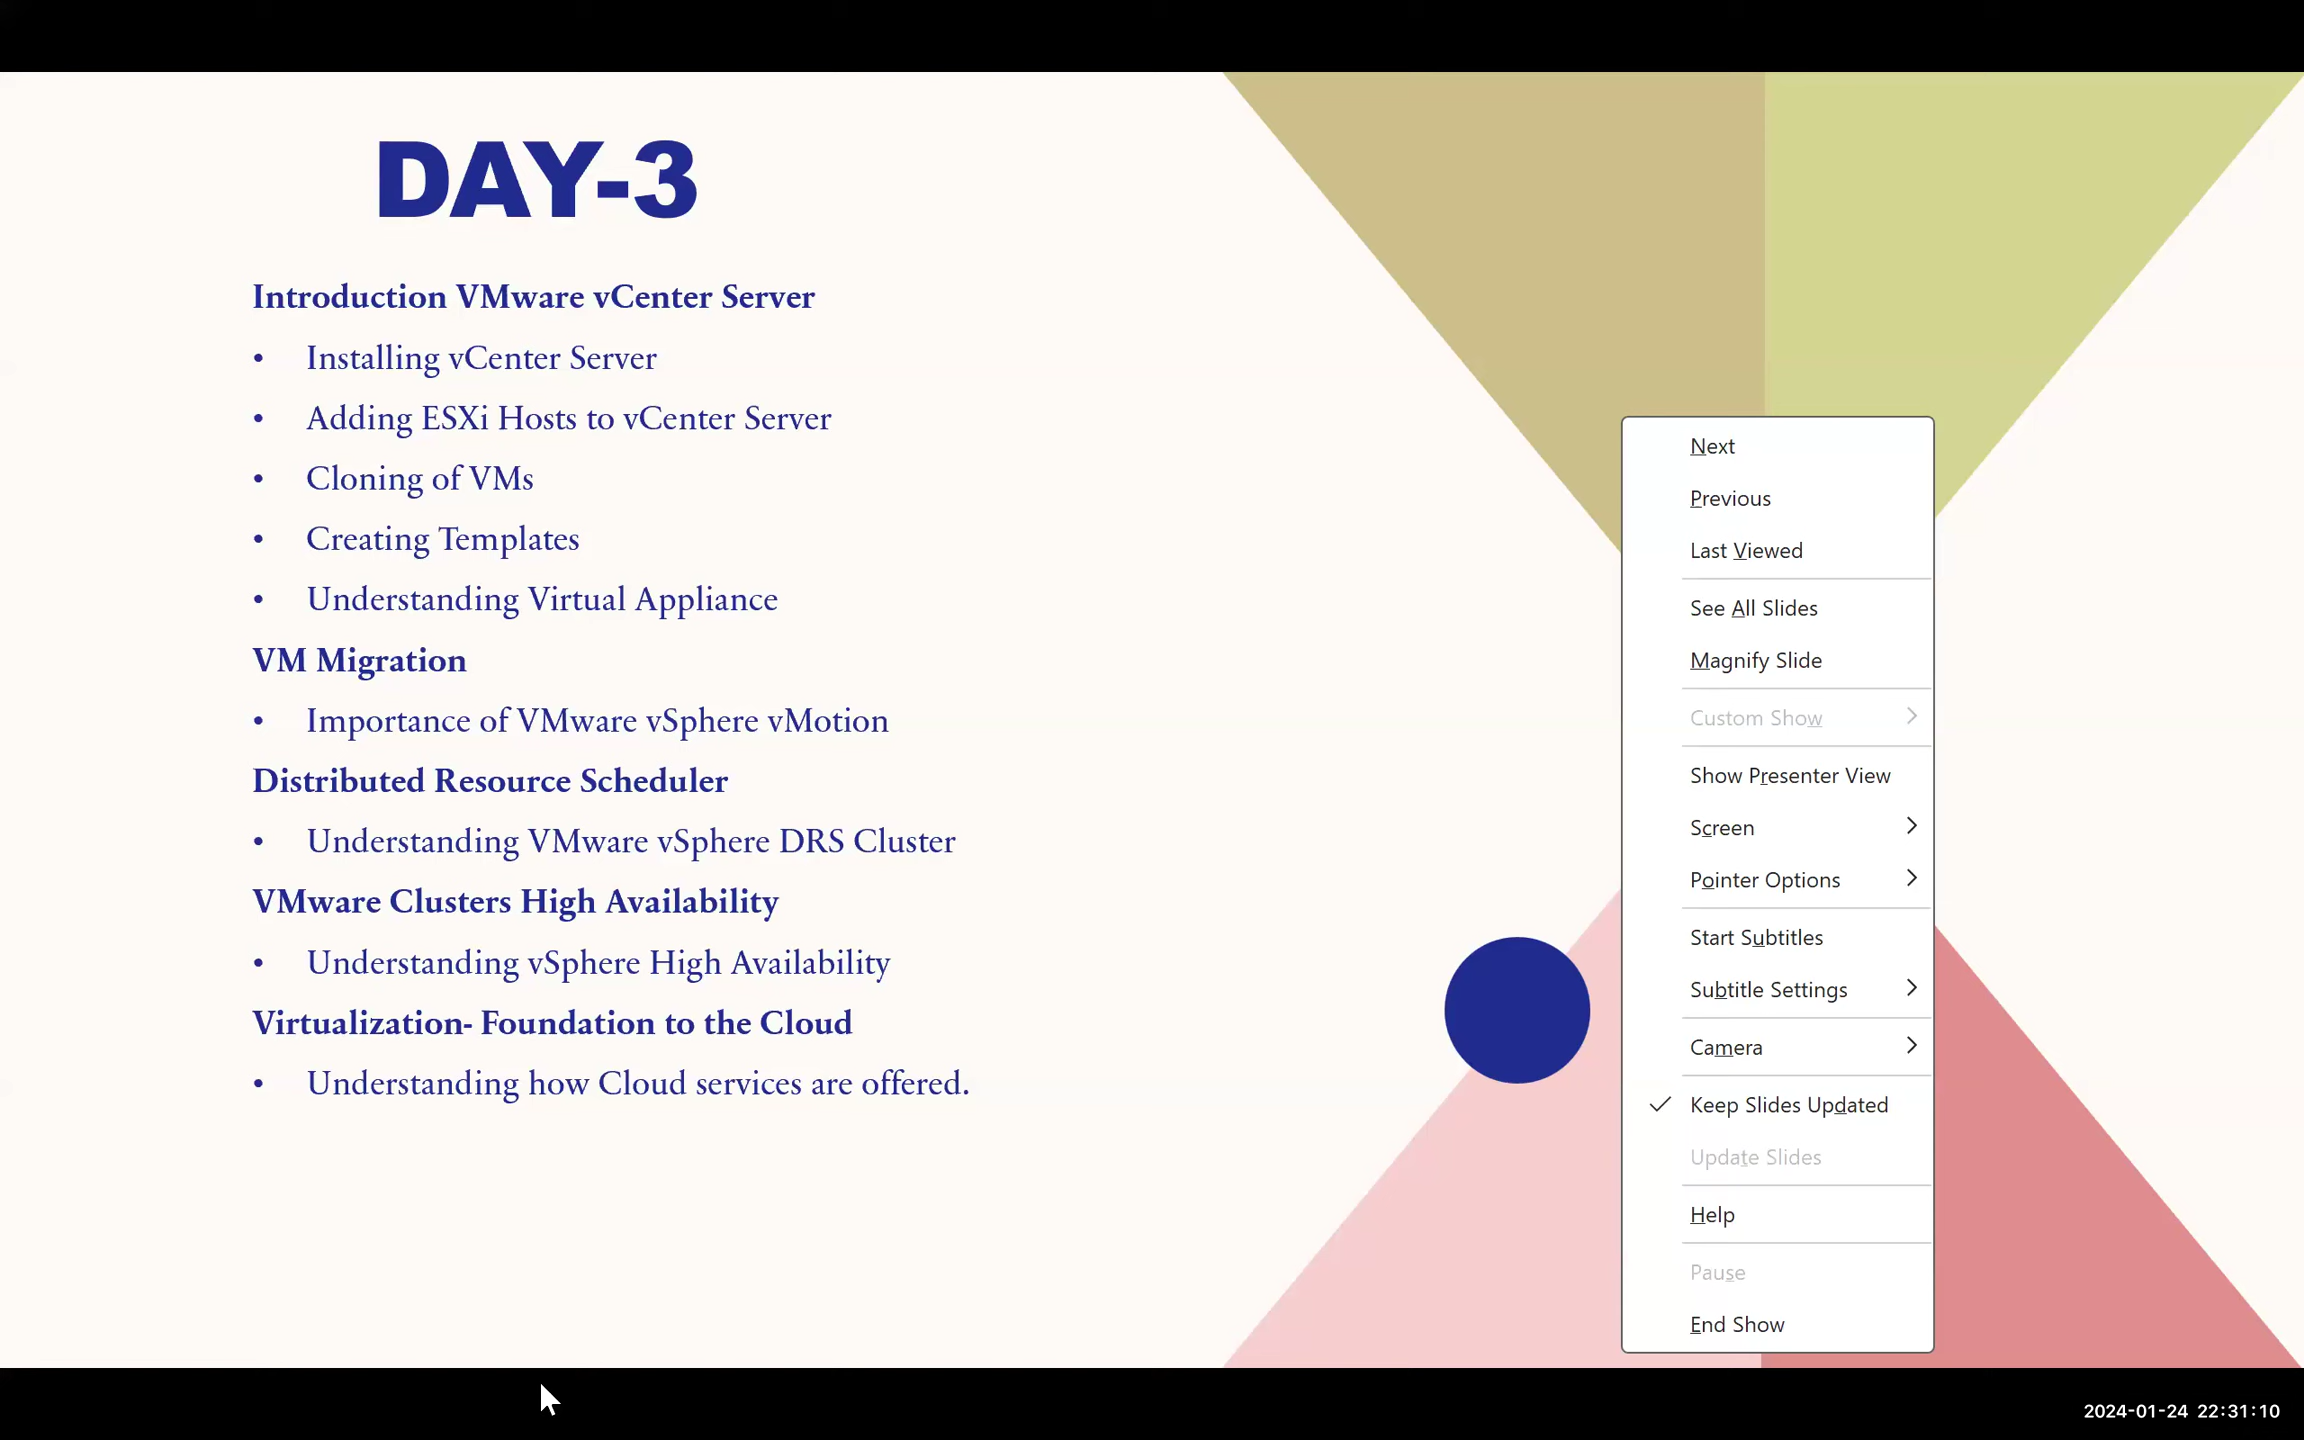 DAY-3
Introduction VMware vCenter Server
• Installing vCenter Server
• Adding ESXi Hosts to vCenter Server
• Cloning of VMs
• Creating Templates
• Understanding Virtual Appliance
VM Migration
• Importance of VMware vSphere vMotion
Distributed Resource Scheduler
• Understanding VMware vSphere DRS Cluster
VMware Clusters High Availability
• Understanding vSphere High Availability
Virtualization- Foundation to the Cloud
• Understanding how Cloud services are offered.
Next
Previous
Last Viewed
See All Slides
Magnify Slide
Custom Show
Show Presenter View
Screen
Pointer Options
Start Subtitles
Subtitle Settings
Camera
Keep Slides Updated
Update Slides
Help
Pause
End Show
2024-01-24 22:31:10